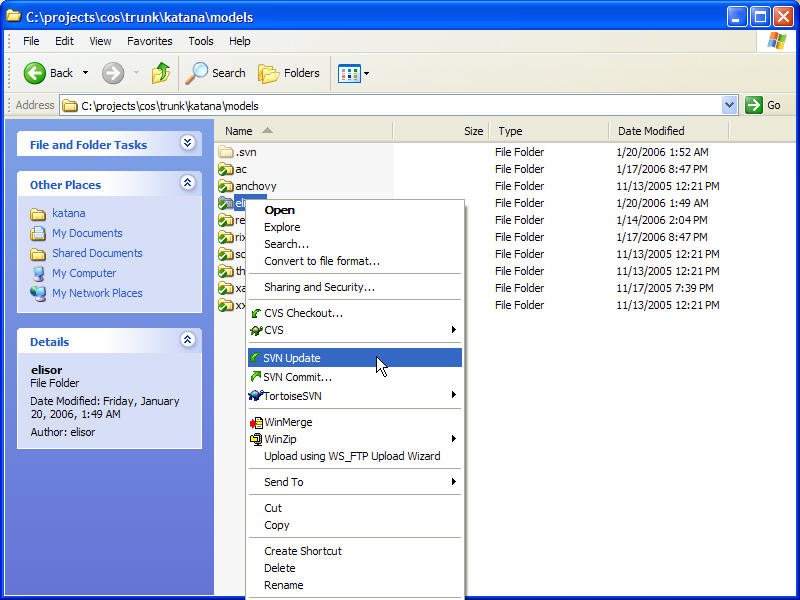 C:\projects\cos\trunk\katana\models
File Edit View Favorites Tools Help
Back Search Folders
Address C:\projects\cos\trunk\katana\models Go
File and Folder Tasks
Other Places
katana
My Documents
Shared Documents
My Computer
My Network Places
Details
elisor
File Folder
Date Modified: Friday, January
20, 2006, 1:49 AM
Author: elisor
Name Size Type Date Modified
.svn File Folder 1/20/2006 1:52 AM
ac File Folder 1/17/2006 8:47 PM
anchovy File Folder 11/13/2005 12:21 PM
File Folder 1/20/2006 1:49 AM
re File Folder 1/14/2006 2:04 PM
rix File Folder 1/17/2006 8:47 PM
sc File Folder 11/13/2005 12:21 PM
th File Folder 11/13/2005 12:21 PM
xa File Folder 11/17/2005 7:39 PM
xx File Folder 11/13/2005 12:21 PM
Open
Explore
Search...
Convert to file format...
Sharing and Security...
CVS Checkout...
CVS
SVN Update
SVN Commit...
TortoiseSVN
WinMerge
WinZip
Upload using WS_FTP Upload Wizard
Send To
Cut
Copy
Create Shortcut
Delete
Rename